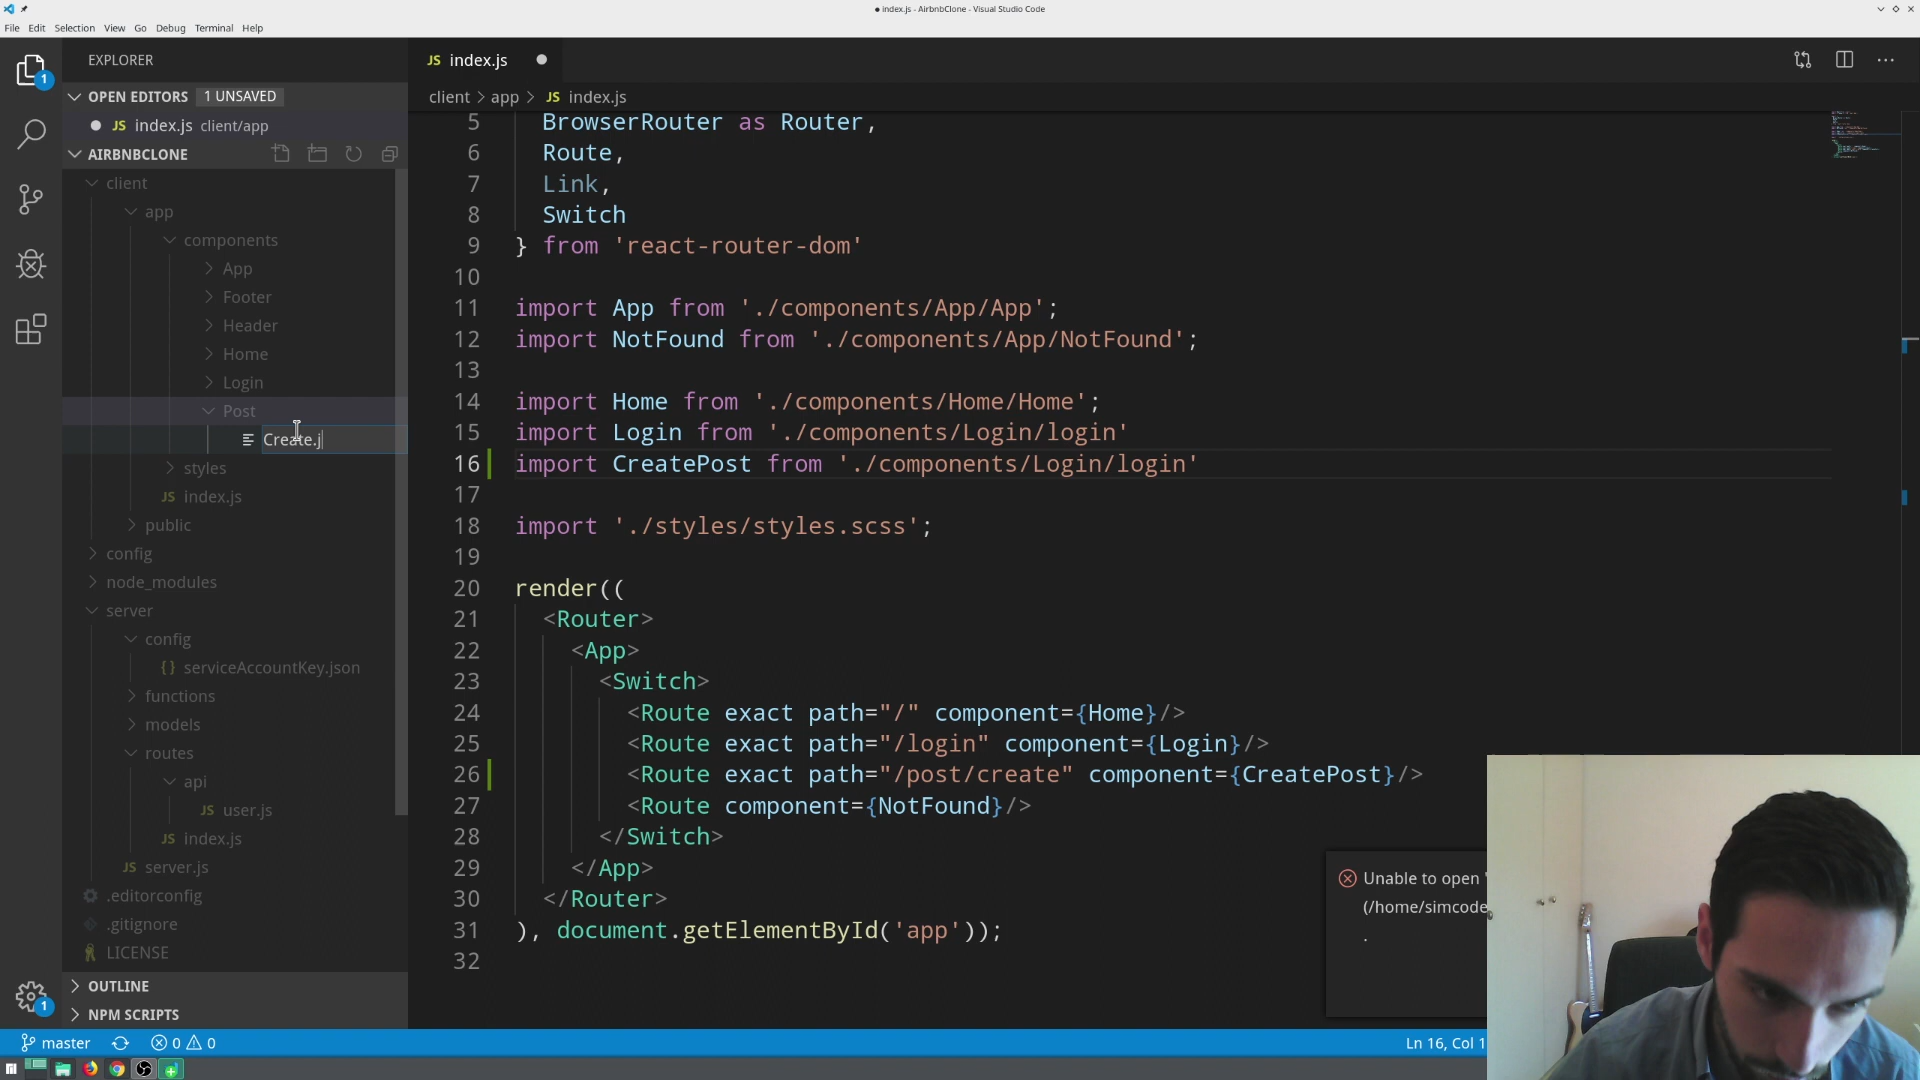 index.js - AirbnbClone - Visual Studio Code
File Edit Selection View Go Debug Terminal Help
EXPLORER
OPEN EDITORS 1 UNSAVED
JS index.js client/app
AIRBNBCLONE
client
app
components
App
Footer
Header
Home
Login
Post
Create.j
styles
JS index.js
public
config
node_modules
server
config
{} serviceAccountKey.json
functions
models
routes
api
JS user.js
JS index.js
JS server.js
.editorconfig
.gitignore
LICENSE
OUTLINE
NPM SCRIPTS
1
1
JS index.js
client > app > JS index.js
5 BrowserRouter as Router,
6 Route,
7 Link,
8 Switch
9 } from 'react-router-dom'
10
11 import App from './components/App/App';
12 import NotFound from './components/App/NotFound';
13
14 import Home from './components/Home/Home';
15 import Login from './components/Login/login'
16 import CreatePost from './components/Login/login'
17
18 import './styles/styles.scss';
19
20 render((
21 <Router>
22 <App>
23 <Switch>
24 <Route exact path="/" component={Home}/>
25 <Route exact path="/login" component={Login}/>
26 <Route exact path="/post/create" component={CreatePost}/>
27 <Route component={NotFound}/>
28 </Switch>
29 </App>
30 </Router>
31 ), document.getElementById('app'));
32
Unable to open '
(/home/simcode
.
master 0 0
Ln 16, Col 1